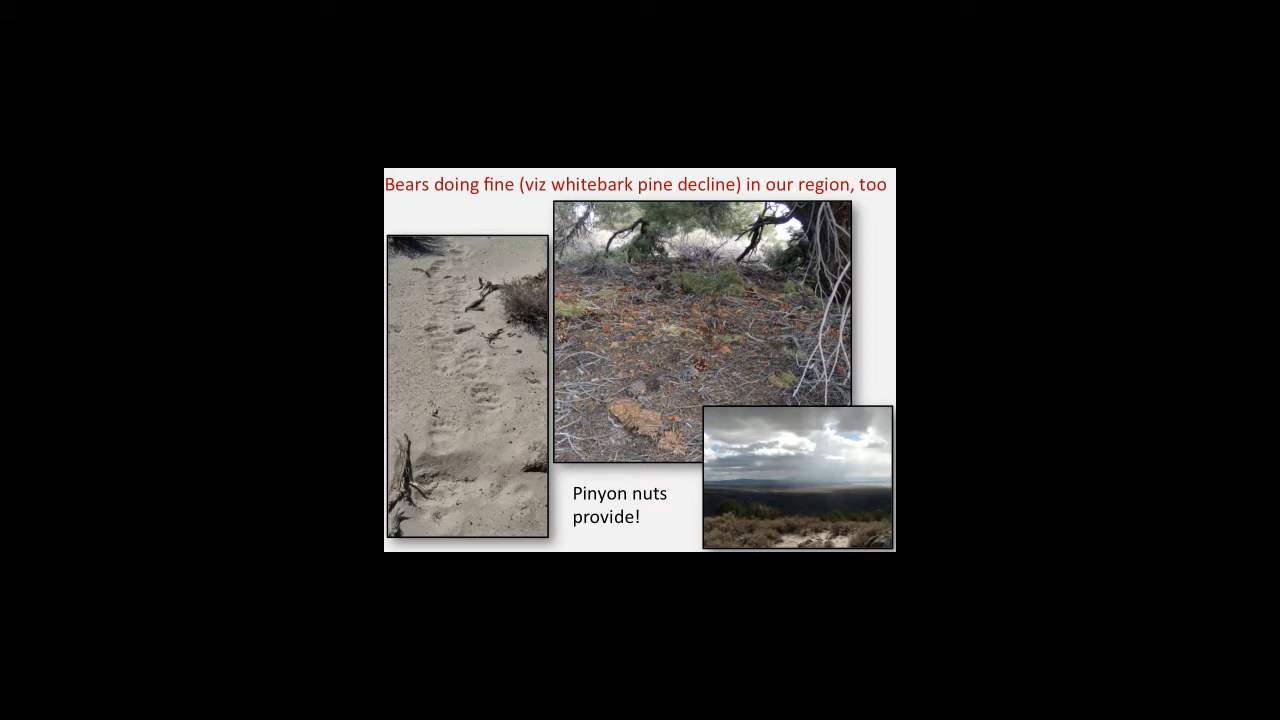 Bears doing fine (viz whitebark pine decline) in our region, too
Pinyon nuts
provide!